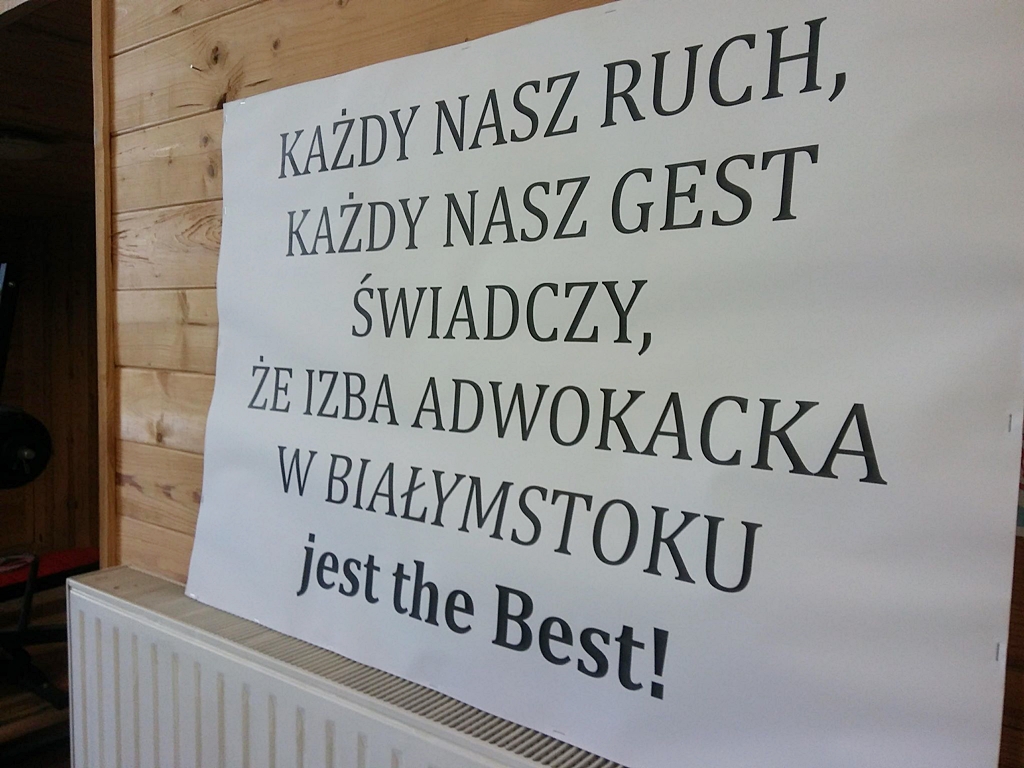 KAŻDY NASZ RUCH,
KAŻDY NASZ GEST
ŚWIADCZY,
ŻE IZBA ADWOKACKA
W BIAŁYMSTOKU
jest the Best!